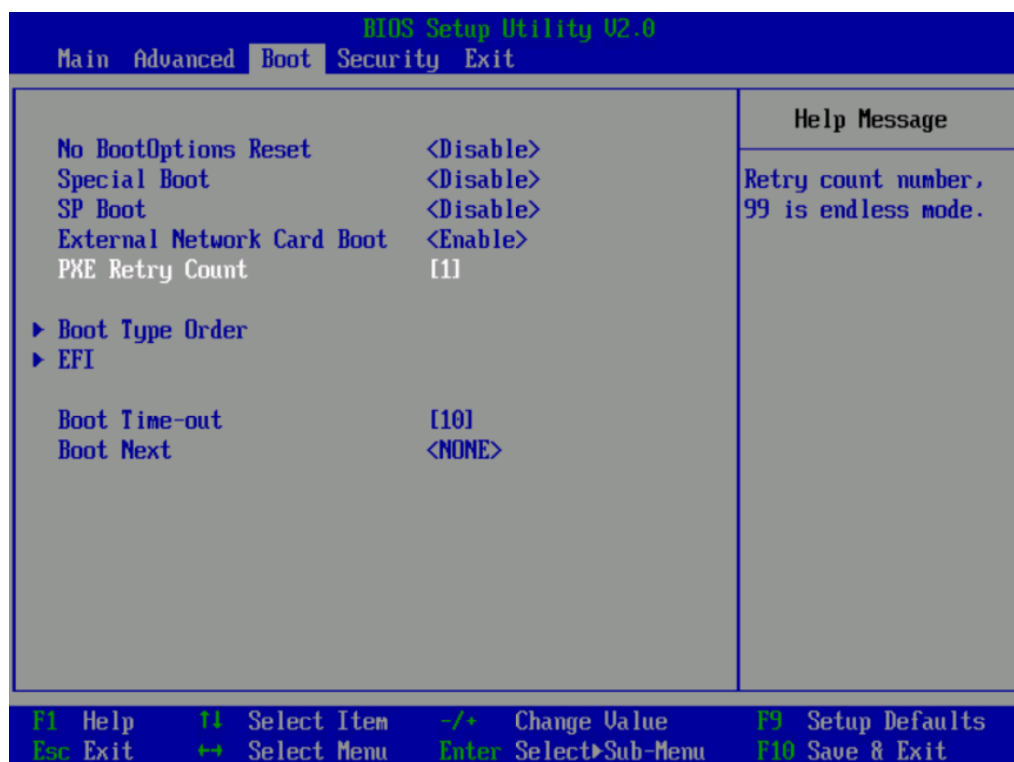 BIOS Setup Utility V2.0
Main Advanced Boot Security Exit
Help Message
No BootOptions Reset <Disable>
Special Boot <Disable>
SP Boot <Disable>
External Network Card Boot <Enable>
PXE Retry Count [1]
▶ Boot Type Order
▶ EFI
Boot Time-out [10]
Boot Next <NONE>
Retry count number,
99 is endless mode.
F1 Help ↑↓ Select Item -/+ Change Value F9 Setup Defaults
Esc Exit ↔ Select Menu Enter Select▶Sub-Menu F10 Save & Exit